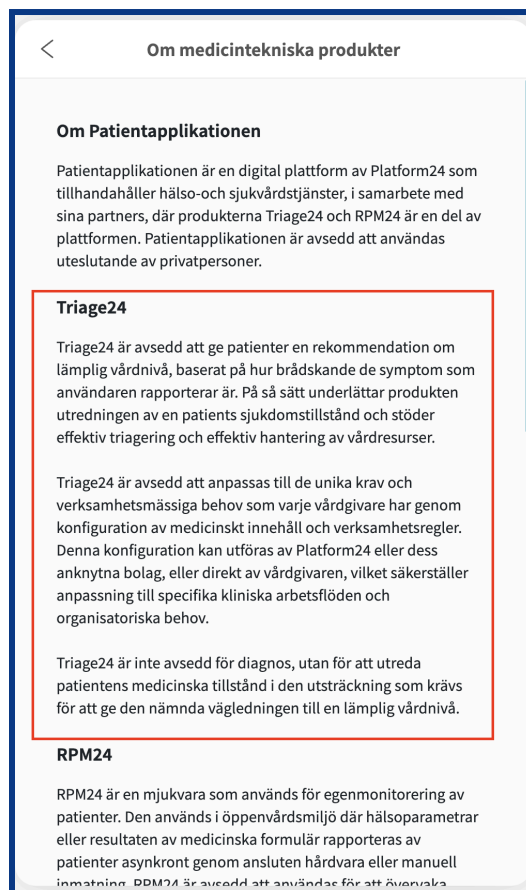 Om medicintekniska produkter
Om Patientapplikationen
Patientapplikationen är en digital plattform av Platform24 som
tillhandahåller hälso-och sjukvårdstjänster, i samarbete med
sina partners, där produkterna Triage24 och RPM24 är en del av
plattformen. Patientapplikationen är avsedd att användas
uteslutande av privatpersoner.
Triage24
Triage24 är avsedd att ge patienter en rekommendation om
lämplig vårdnivå, baserat på hur brådskande de symptom som
användaren rapporterar är. På så sätt underlättar produkten
utredningen av en patients sjukdomstillstånd och stöder
effektiv triagering och effektiv hantering av vårdresurser.
Triage24 är avsedd att anpassas till de unika krav och
verksamhetsmässiga behov som varje vårdgivare har genom
konfiguration av medicinskt innehåll och verksamhetsregler.
Denna konfiguration kan utföras av Platform24 eller dess
anknytna bolag, eller direkt av vårdgivaren, vilket säkerställer
anpassning till specifika kliniska arbetsflöden och
organisatoriska behov.
Triage24 är inte avsedd för diagnos, utan för att utreda
patientens medicinska tillstånd i den utsträckning som krävs
för att ge den nämnda vägledningen till en lämplig vårdnivå.
RPM24
RPM24 är en mjukvara som används för egenmonitorering av
patienter. Den används i öppenvårdsmiljö där hälsoparametrar
eller resultaten av medicinska formulär rapporteras av
patienter asynkront genom ansluten hårdvara eller manuell
inmatning. RPM24 är avsedd att användas för att övervaka